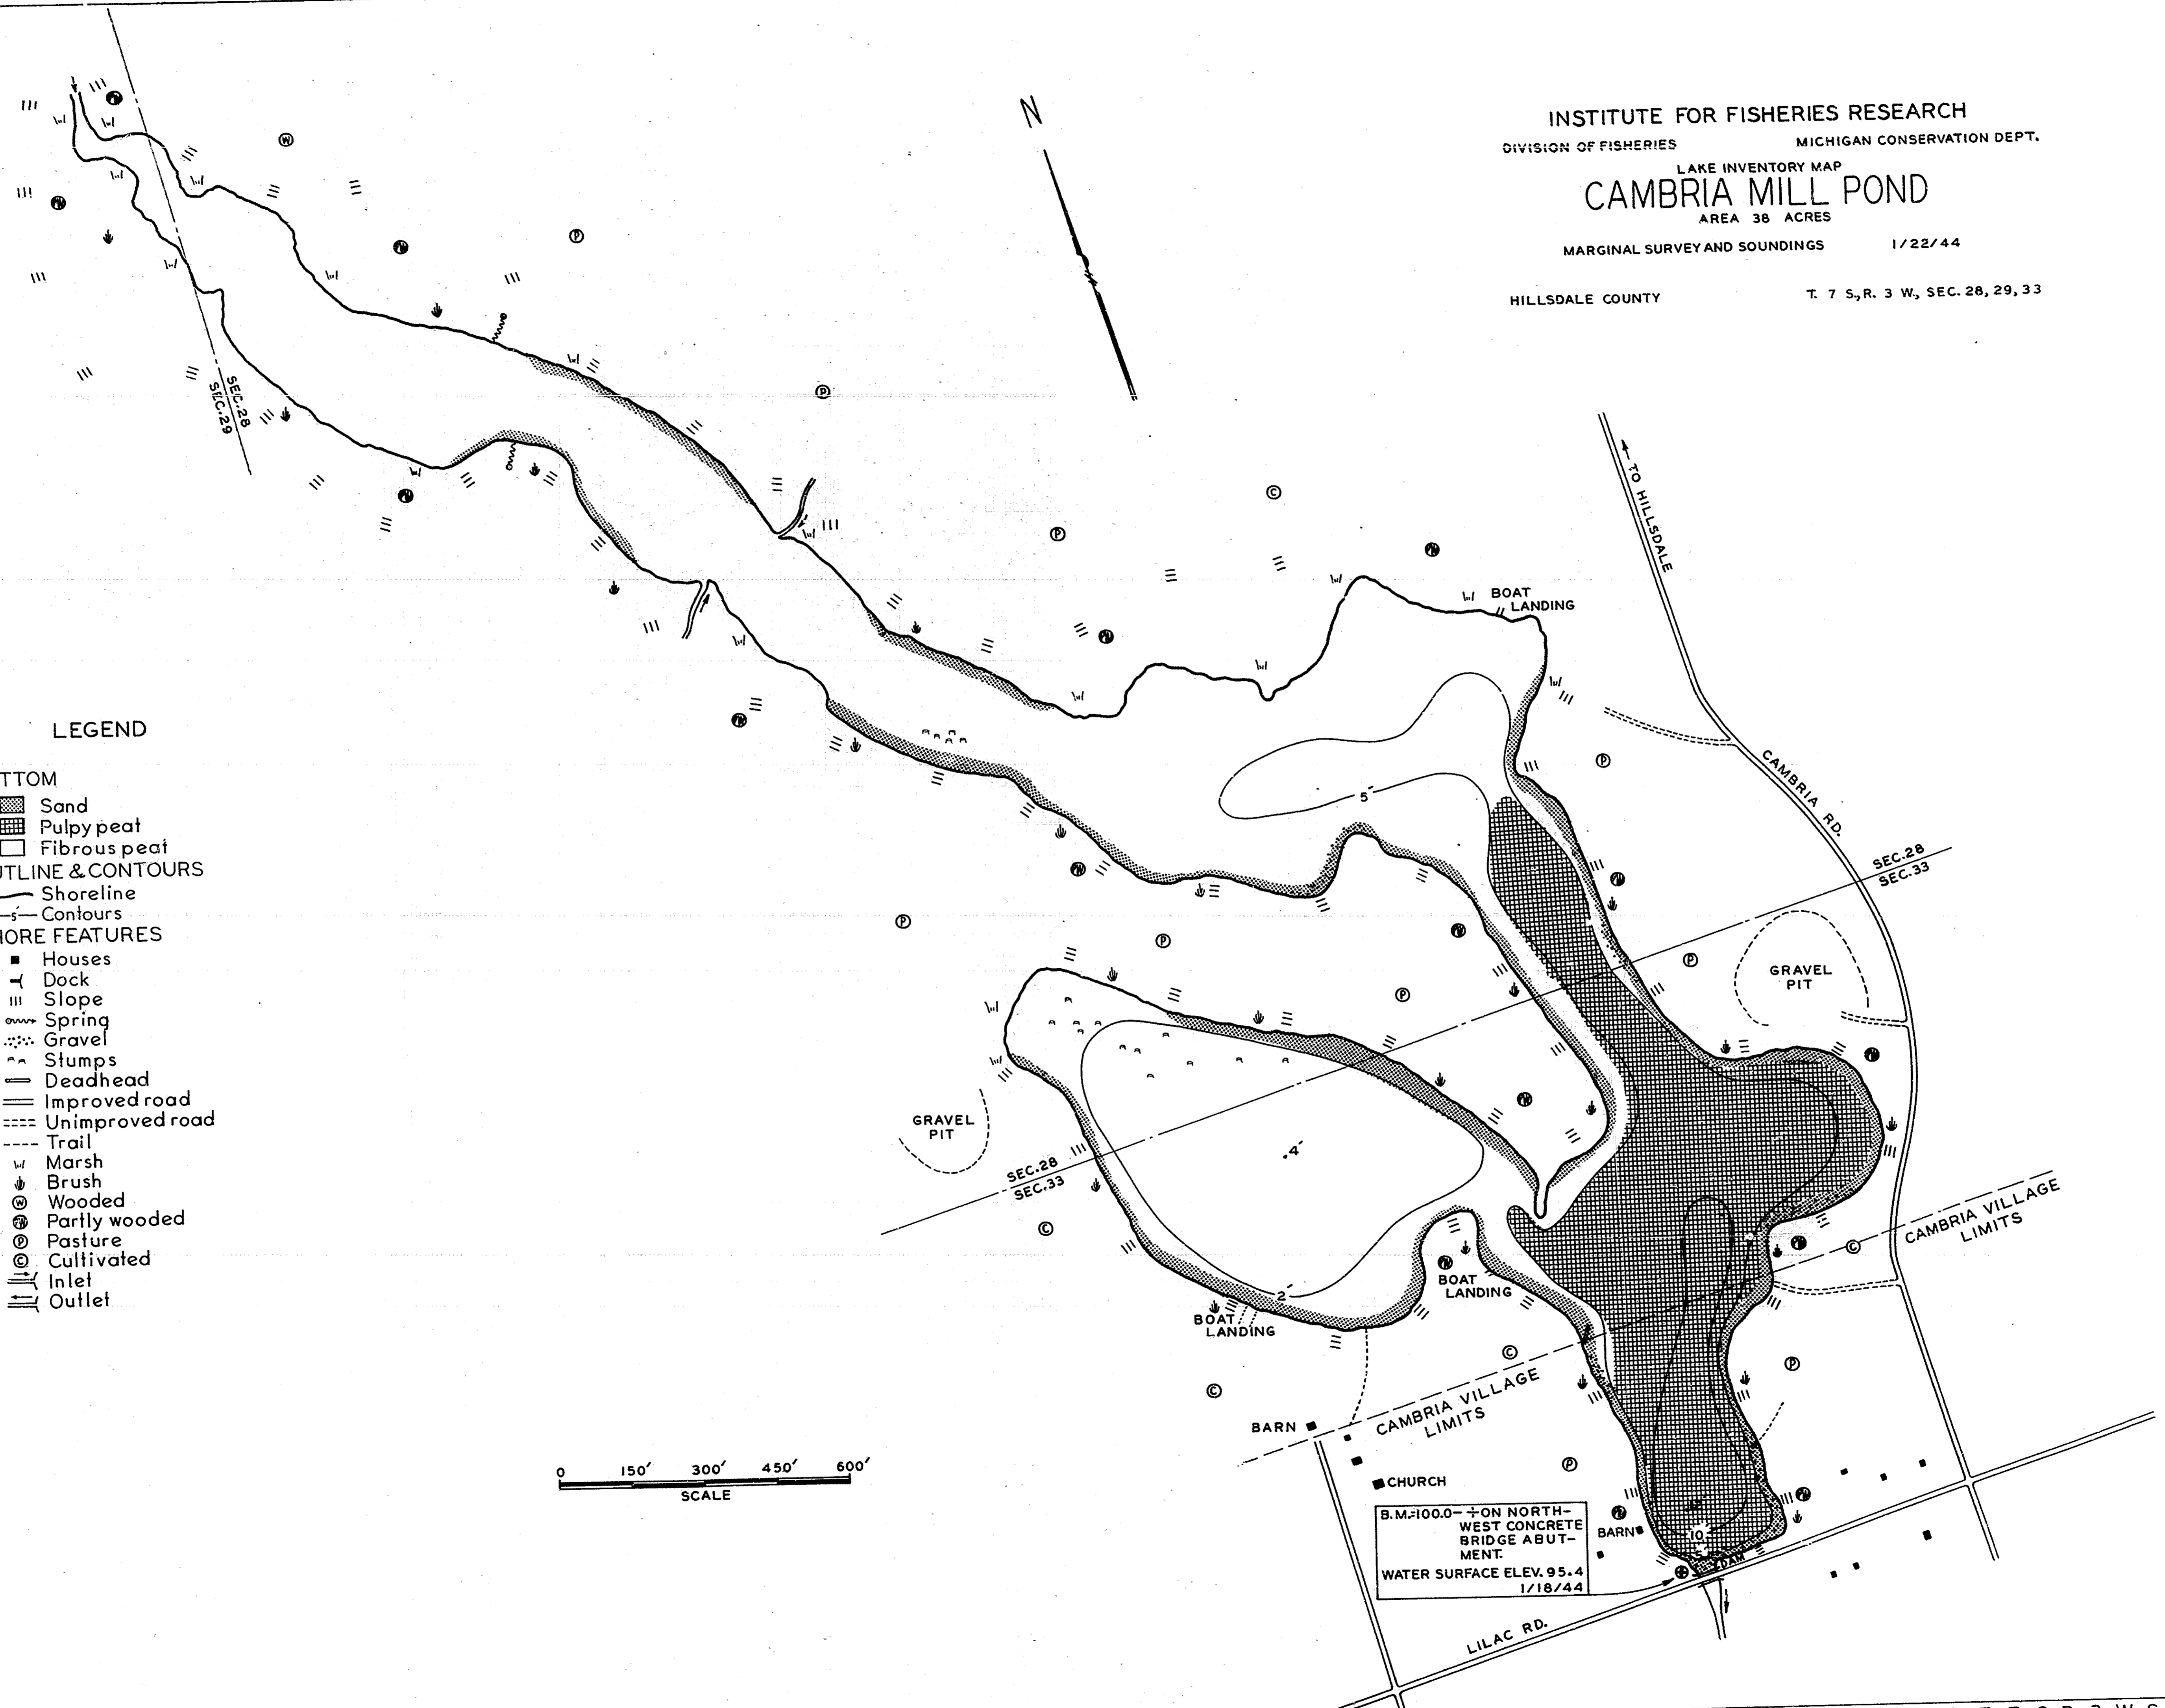 N
INSTITUTE FOR FISHERIES RESEARCH
DIVISION OF FISHERIES MICHIGAN CONSERVATION DEPT.
LAKE INVENTORY MAP
CAMBRIA MILL POND
AREA 38 ACRES
MARGINAL SURVEY AND SOUNDINGS 1/22/44
HILLSDALE COUNTY T. 7 S., R. 3 W., SEC. 28, 29, 33
W
P
SEC. 28
SEC. 29
P
C
P
TO HILLSDALE
BOAT
LANDING
CAMBRIA RD.
P
5'
SEC. 28
SEC. 33
P
P
P
P
GRAVEL
PIT
GRAVEL
PIT
SEC. 28
SEC. 33
.4'
C
C
CAMBRIA VILLAGE
LIMITS
BOAT
LANDING
2'
BOAT
LANDING
C
C
P
CAMBRIA VILLAGE
LIMITS
BARN
CHURCH
P
B.M.=100.0- ON NORTH-
WEST CONCRETE
BRIDGE ABUT-
MENT.
WATER SURFACE ELEV. 95.4
1/18/44
BARN
10
5
DAM
LILAC RD.
LEGEND
TTOM
Sand
Pulpy peat
Fibrous peat
UTLINE & CONTOURS
Shoreline
5' Contours
HORE FEATURES
Houses
Dock
Slope
Spring
Gravel
Stumps
Deadhead
Improved road
Unimproved road
Trail
Marsh
Brush
W Wooded
PW Partly wooded
P Pasture
C Cultivated
Inlet
Outlet
0 150' 300' 450' 600'
SCALE